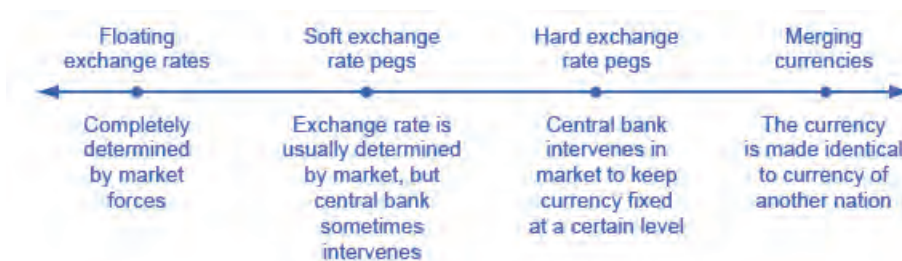 Floating
exchange rates
Soft exchange
rate pegs
Hard exchange
rate pegs
Merging
currencies
Completely
determined
by market
forces
Exchange rate is
usually determined
by market, but
central bank
sometimes
intervenes
Central bank
intervenes in
market to keep
currency fixed
at a certain level
The currency
is made identical
to currency of
another nation